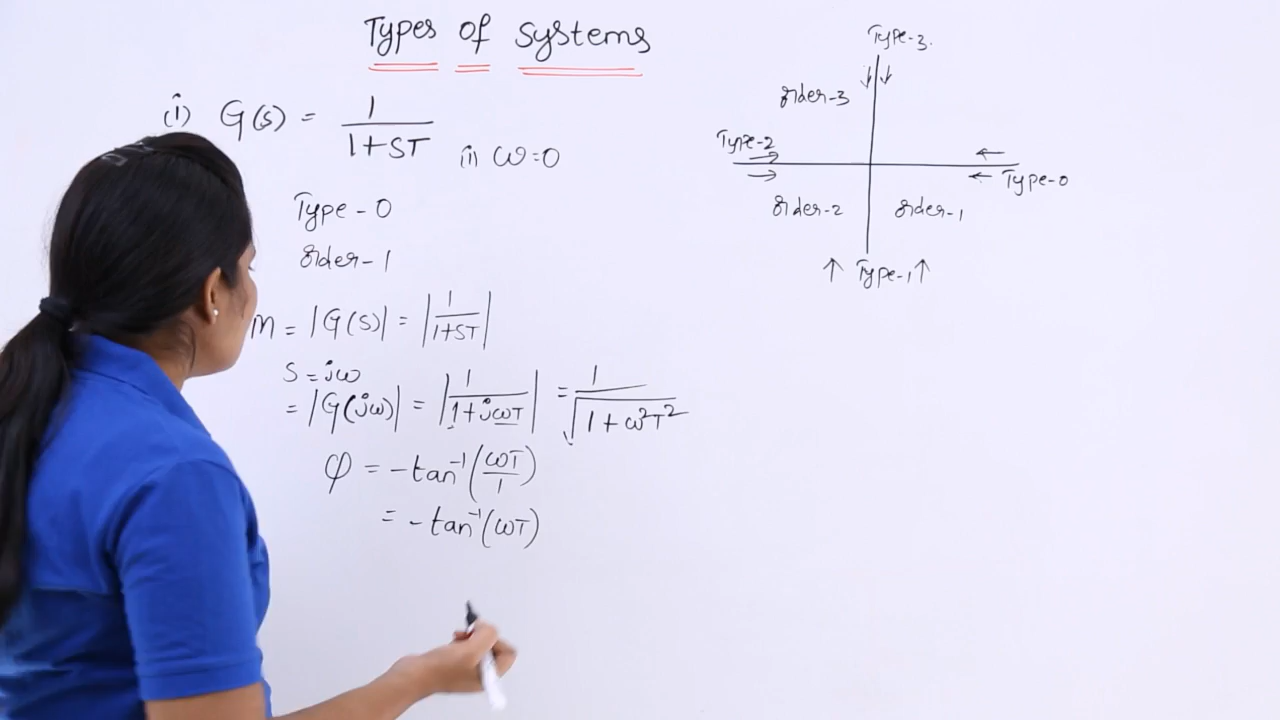 Types of Systems
(i) G(s) = 1 / 1+ST
i) ω=0
Type-0
order-1
M = |G(s)| = |1 / 1+ST|
S=jω
= |G(jω)| = |1 / 1+jωT| = 1 / √1+ω²T²
φ = -tan⁻¹(ωT / 1)
= -tan⁻¹(ωT)
Type-3.
↓ ↓
order-3
Type-2
→ →
← ←
Type-0
order-2
order-1
↑ Type-1 ↑